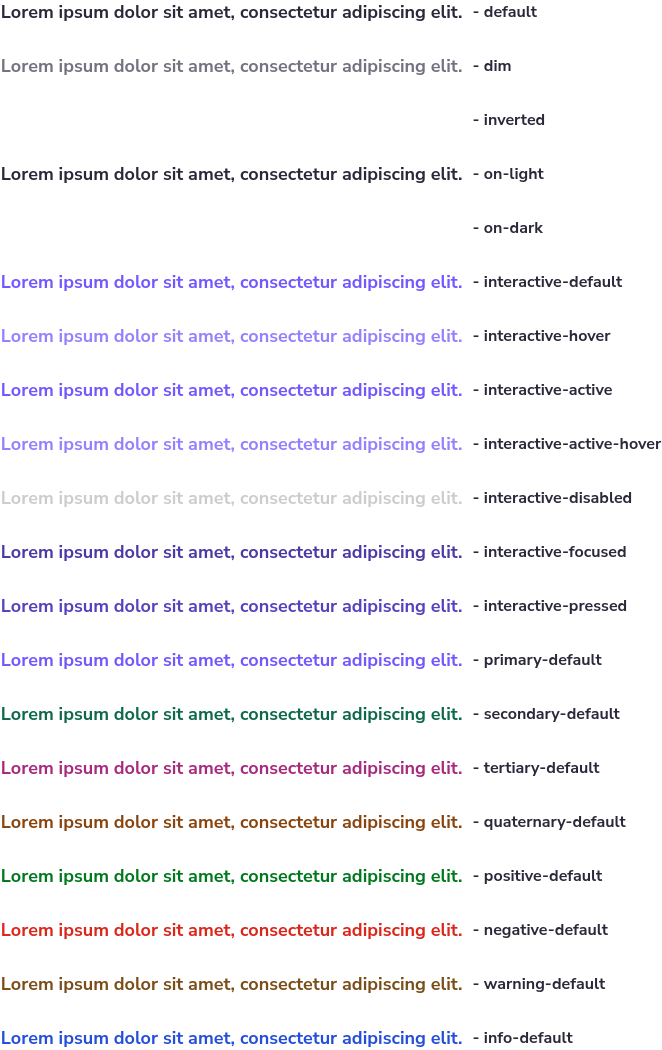 Lorem ipsum dolor sit amet, consectetur adipiscing elit. - default
Lorem ipsum dolor sit amet, consectetur adipiscing elit. - dim
- inverted
Lorem ipsum dolor sit amet, consectetur adipiscing elit. - on-light
- on-dark
Lorem ipsum dolor sit amet, consectetur adipiscing elit. - interactive-default
Lorem ipsum dolor sit amet, consectetur adipiscing elit. - interactive-hover
Lorem ipsum dolor sit amet, consectetur adipiscing elit. - interactive-active
Lorem ipsum dolor sit amet, consectetur adipiscing elit. - interactive-active-hover
Lorem ipsum dolor sit amet, consectetur adipiscing elit. - interactive-disabled
Lorem ipsum dolor sit amet, consectetur adipiscing elit. - interactive-focused
Lorem ipsum dolor sit amet, consectetur adipiscing elit. - interactive-pressed
Lorem ipsum dolor sit amet, consectetur adipiscing elit. - primary-default
Lorem ipsum dolor sit amet, consectetur adipiscing elit. - secondary-default
Lorem ipsum dolor sit amet, consectetur adipiscing elit. - tertiary-default
Lorem ipsum dolor sit amet, consectetur adipiscing elit. - quaternary-default
Lorem ipsum dolor sit amet, consectetur adipiscing elit. - positive-default
Lorem ipsum dolor sit amet, consectetur adipiscing elit. - negative-default
Lorem ipsum dolor sit amet, consectetur adipiscing elit. - warning-default
Lorem ipsum dolor sit amet, consectetur adipiscing elit. - info-default